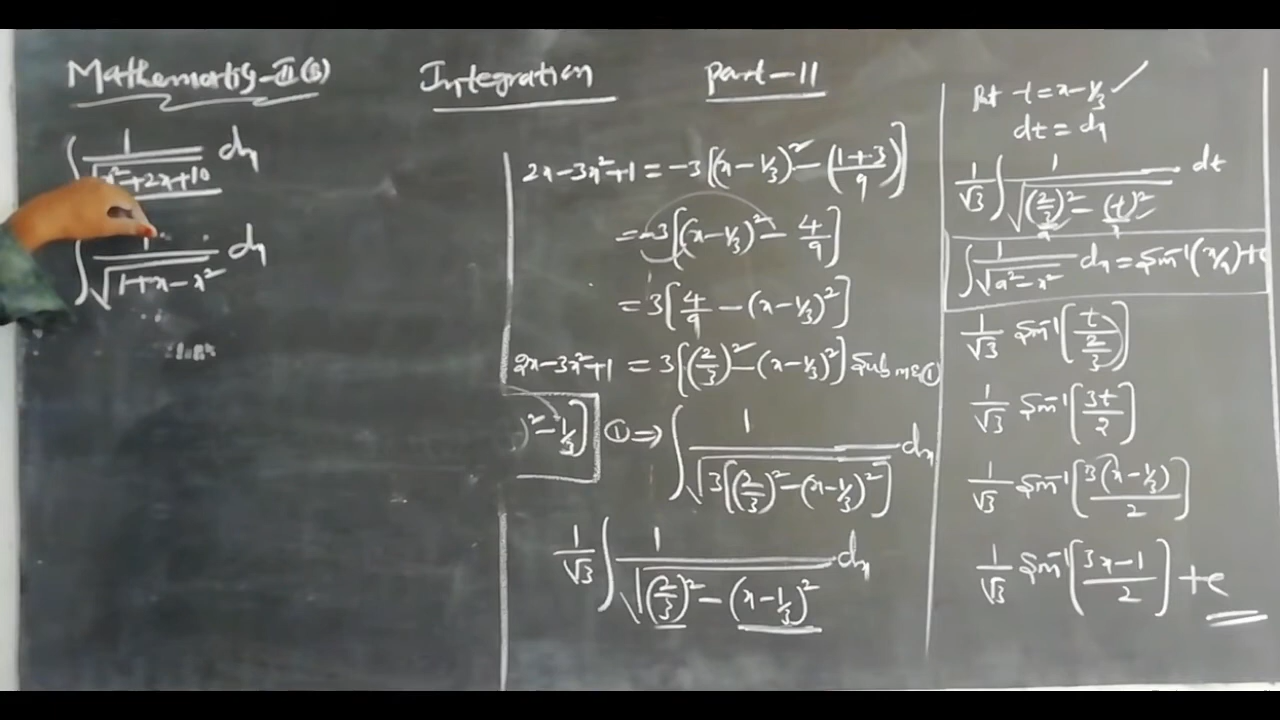 Mathematics-II(B) Integration Part-11
∫ 1/√(x²+2x+10) dx
∫ 1/√(1+x-x²) dx
2x-3x²+1 = -3[(x-1/3)² - (1+3/9)]
= -3[(x-1/3)² - 4/9]
= 3[4/9 - (x-1/3)²]
2x-3x²+1 = 3[(2/3)² - (x-1/3)²] Sub in eq ①
)² - 1/3]
① ⇒ ∫ 1/√(3[(2/3)² - (x-1/3)²]) dx
1/√3 ∫ 1/√((2/3)² - (x-1/3)²) dx
Put t = x-1/3 ✓
dt = dx
1/√3 ∫ 1/√((2/3)² - (t)²) dt
∫ 1/√(a²-x²) dx = Sin⁻¹(x/a)+c
1/√3 Sin⁻¹[t/(2/3)]
1/√3 Sin⁻¹[3t/2]
1/√3 Sin⁻¹[3(x-1/3)/2]
1/√3 Sin⁻¹[3x-1/2] +c